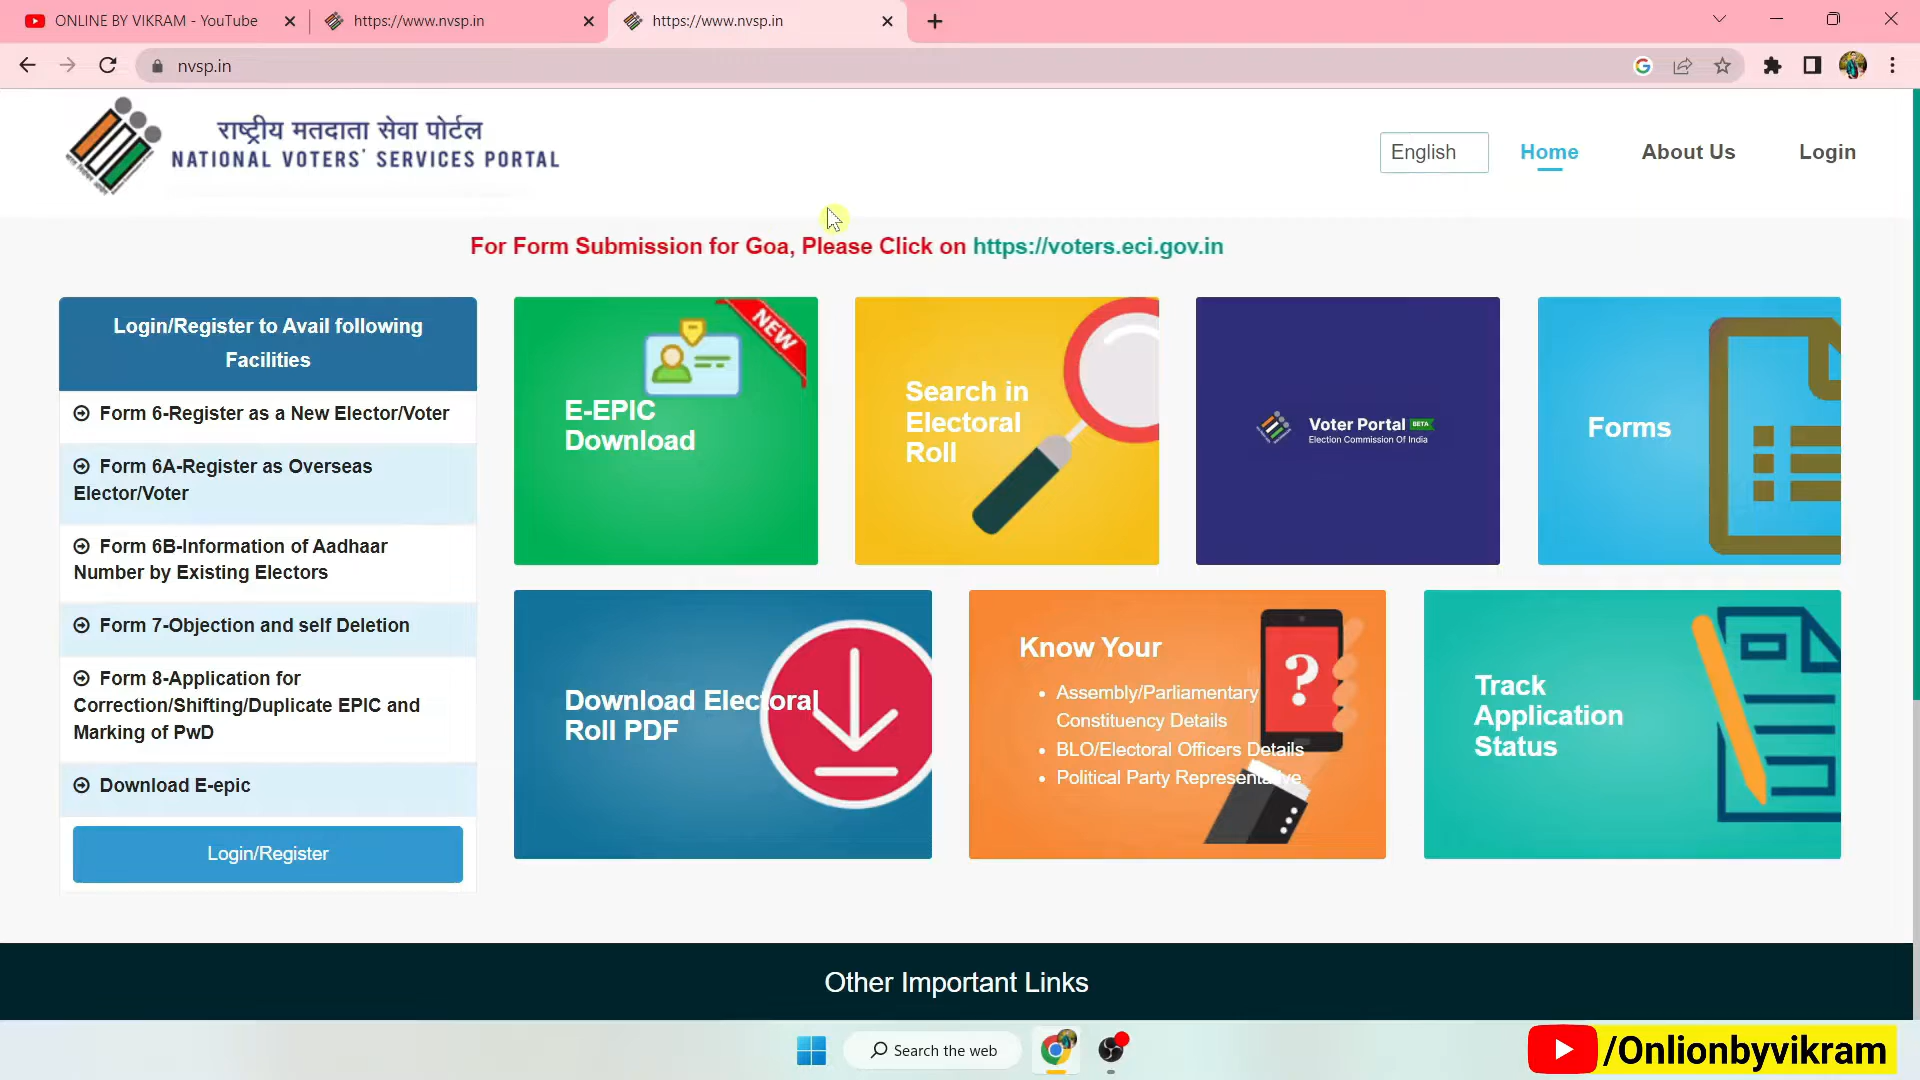 ONLINE BY VIKRAM - YouTube
https://www.nvsp.in
https://www.nvsp.in
nvsp.in
राष्ट्रीय मतदाता सेवा पोर्टल
NATIONAL VOTERS' SERVICES PORTAL
English
Home
About Us
Login
For Form Submission for Goa, Please Click on https://voters.eci.gov.in
Login/Register to Avail following
Facilities
Form 6-Register as a New Elector/Voter
Form 6A-Register as Overseas
Elector/Voter
Form 6B-Information of Aadhaar
Number by Existing Electors
Form 7-Objection and self Deletion
Form 8-Application for
Correction/Shifting/Duplicate EPIC and
Marking of PwD
Download E-epic
Login/Register
NEW
E-EPIC
Download
Search in
Electoral
Roll
Voter Portal BETA
Election Commission Of India
Forms
Download Electoral
Roll PDF
Know Your
Assembly/Parliamentary
Constituency Details
BLO/Electoral Officers Details
Political Party Representative
?
Track
Application
Status
Other Important Links
Search the web
/Onlionbyvikram